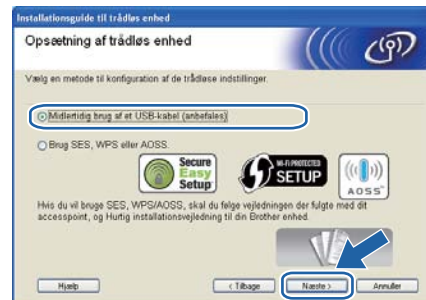 Installationsguide til trådløs enhed
Opsætning af trådløs enhed
Vælg en metode til konfiguration af de trådløse indstillinger.
Midlertidig brug af et USB-kabel (anbefales)
Brug SES, WPS eller AOSS.
Secure
Easy
Setup
WI-FI PROTECTED
SETUP
AOSS
Hvis du vil bruge SES, WPS/AOSS, skal du følge vejledningen der fulgte med dit
accesspoint, og Hurtig installationsvejledning til din Brother enhed.
Hjælp
< Tilbage
Næste >
Annuller